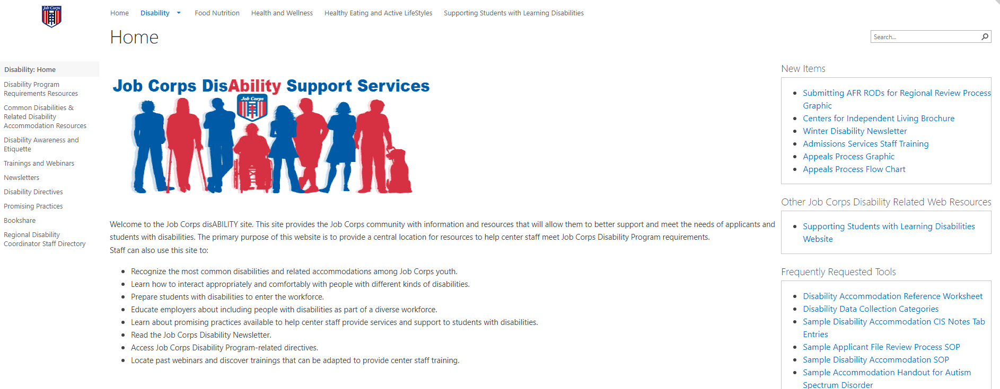 Job Corps
Home
Disability
Food Nutrition
Health and Wellness
Healthy Eating and Active LifeStyles
Supporting Students with Learning Disabilities
Home
Search...
Disability: Home
Disability Program
Requirements Resources
Common Disabilities &
Related Disability
Accommodation Resources
Disability Awareness and
Etiquette
Trainings and Webinars
Newsletters
Disability Directives
Promising Practices
Bookshare
Regional Disability
Coordinator Staff Directory
Job Corps DisAbility Support Services
Job Corps
Welcome to the Job Corps disABILITY site. This site provides the Job Corps community with information and resources that will allow them to better support and meet the needs of applicants and
students with disabilities. The primary purpose of this website is to provide a central location for resources to help center staff meet Job Corps Disability Program requirements.
Staff can also use this site to:
Recognize the most common disabilities and related accommodations among Job Corps youth.
Learn how to interact appropriately and comfortably with people with different kinds of disabilities.
Prepare students with disabilities to enter the workforce.
Educate employers about including people with disabilities as part of a diverse workforce.
Learn about promising practices available to help center staff provide services and support to students with disabilities.
Read the Job Corps Disability Newsletter.
Access Job Corps Disability Program-related directives.
Locate past webinars and discover trainings that can be adapted to provide center staff training.
New Items
Submitting AFR RODs for Regional Review Process
Graphic
Centers for Independent Living Brochure
Winter Disability Newsletter
Admissions Services Staff Training
Appeals Process Graphic
Appeals Process Flow Chart
Other Job Corps Disability Related Web Resources
Supporting Students with Learning Disabilities
Website
Frequently Requested Tools
Disability Accommodation Reference Worksheet
Disability Data Collection Categories
Sample Disability Accommodation CIS Notes Tab
Entries
Sample Applicant File Review Process SOP
Sample Disability Accommodation SOP
Sample Accommodation Handout for Autism
Spectrum Disorder